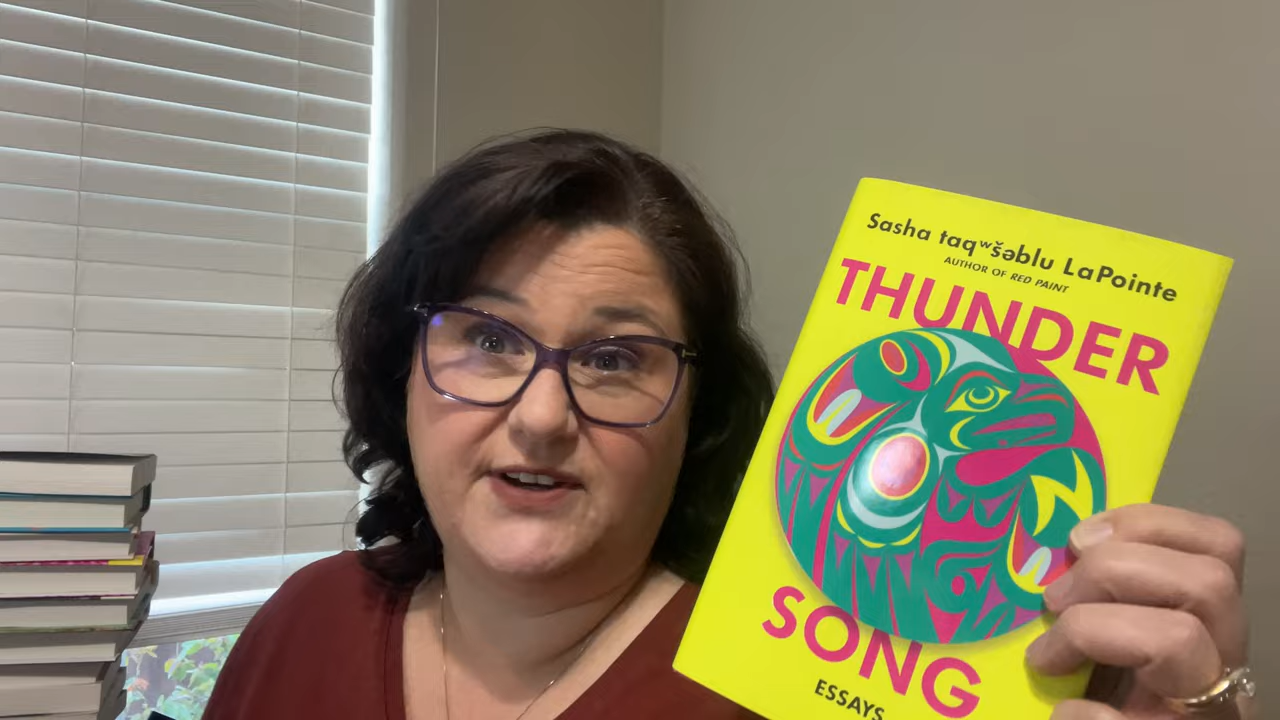 Sasha taqʷšəblu LaPointe
AUTHOR OF RED PAINT
THUNDER
SONG
ESSAYS